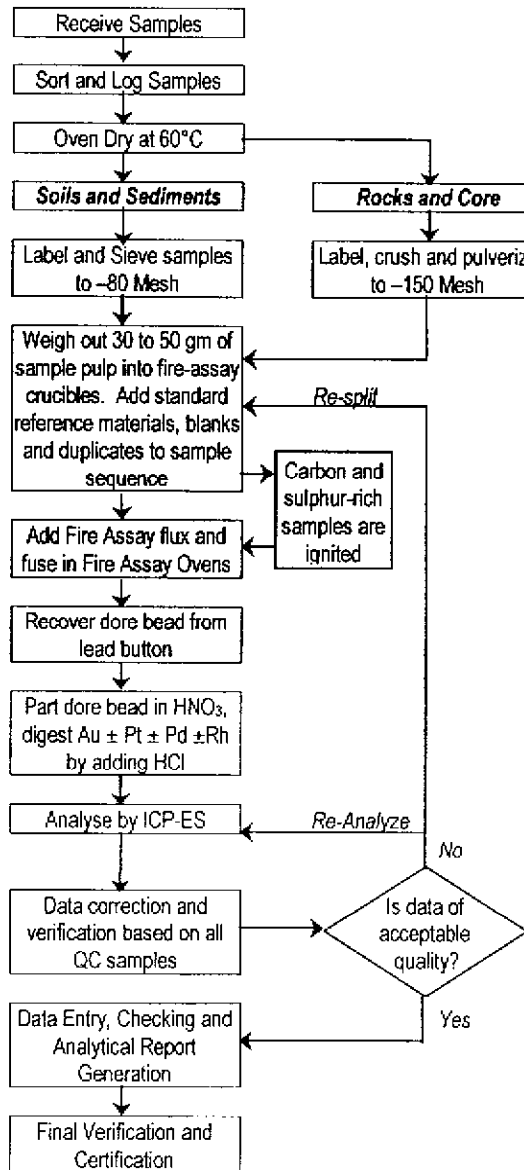 Receive Samples
Sort and Log Samples
Oven Dry at 60°C
Soils and Sediments
Rocks and Core
Label and Sieve samples
to –80 Mesh
Label, crush and pulveriz
to –150 Mesh
Weigh out 30 to 50 gm of
sample pulp into fire-assay
crucibles. Add standard
reference materials, blanks
and duplicates to sample
sequence
Re-split
Carbon and
sulphur-rich
samples are
ignited
Add Fire Assay flux and
fuse in Fire Assay Ovens
Recover dore bead from
lead button
Part dore bead in HNO₃,
digest Au ± Pt ± Pd ±Rh
by adding HCl
Analyse by ICP-ES
Re-Analyze
No
Data correction and
verification based on all
QC samples
Is data of
acceptable
quality?
Yes
Data Entry, Checking and
Analytical Report
Generation
Final Verification and
Certification